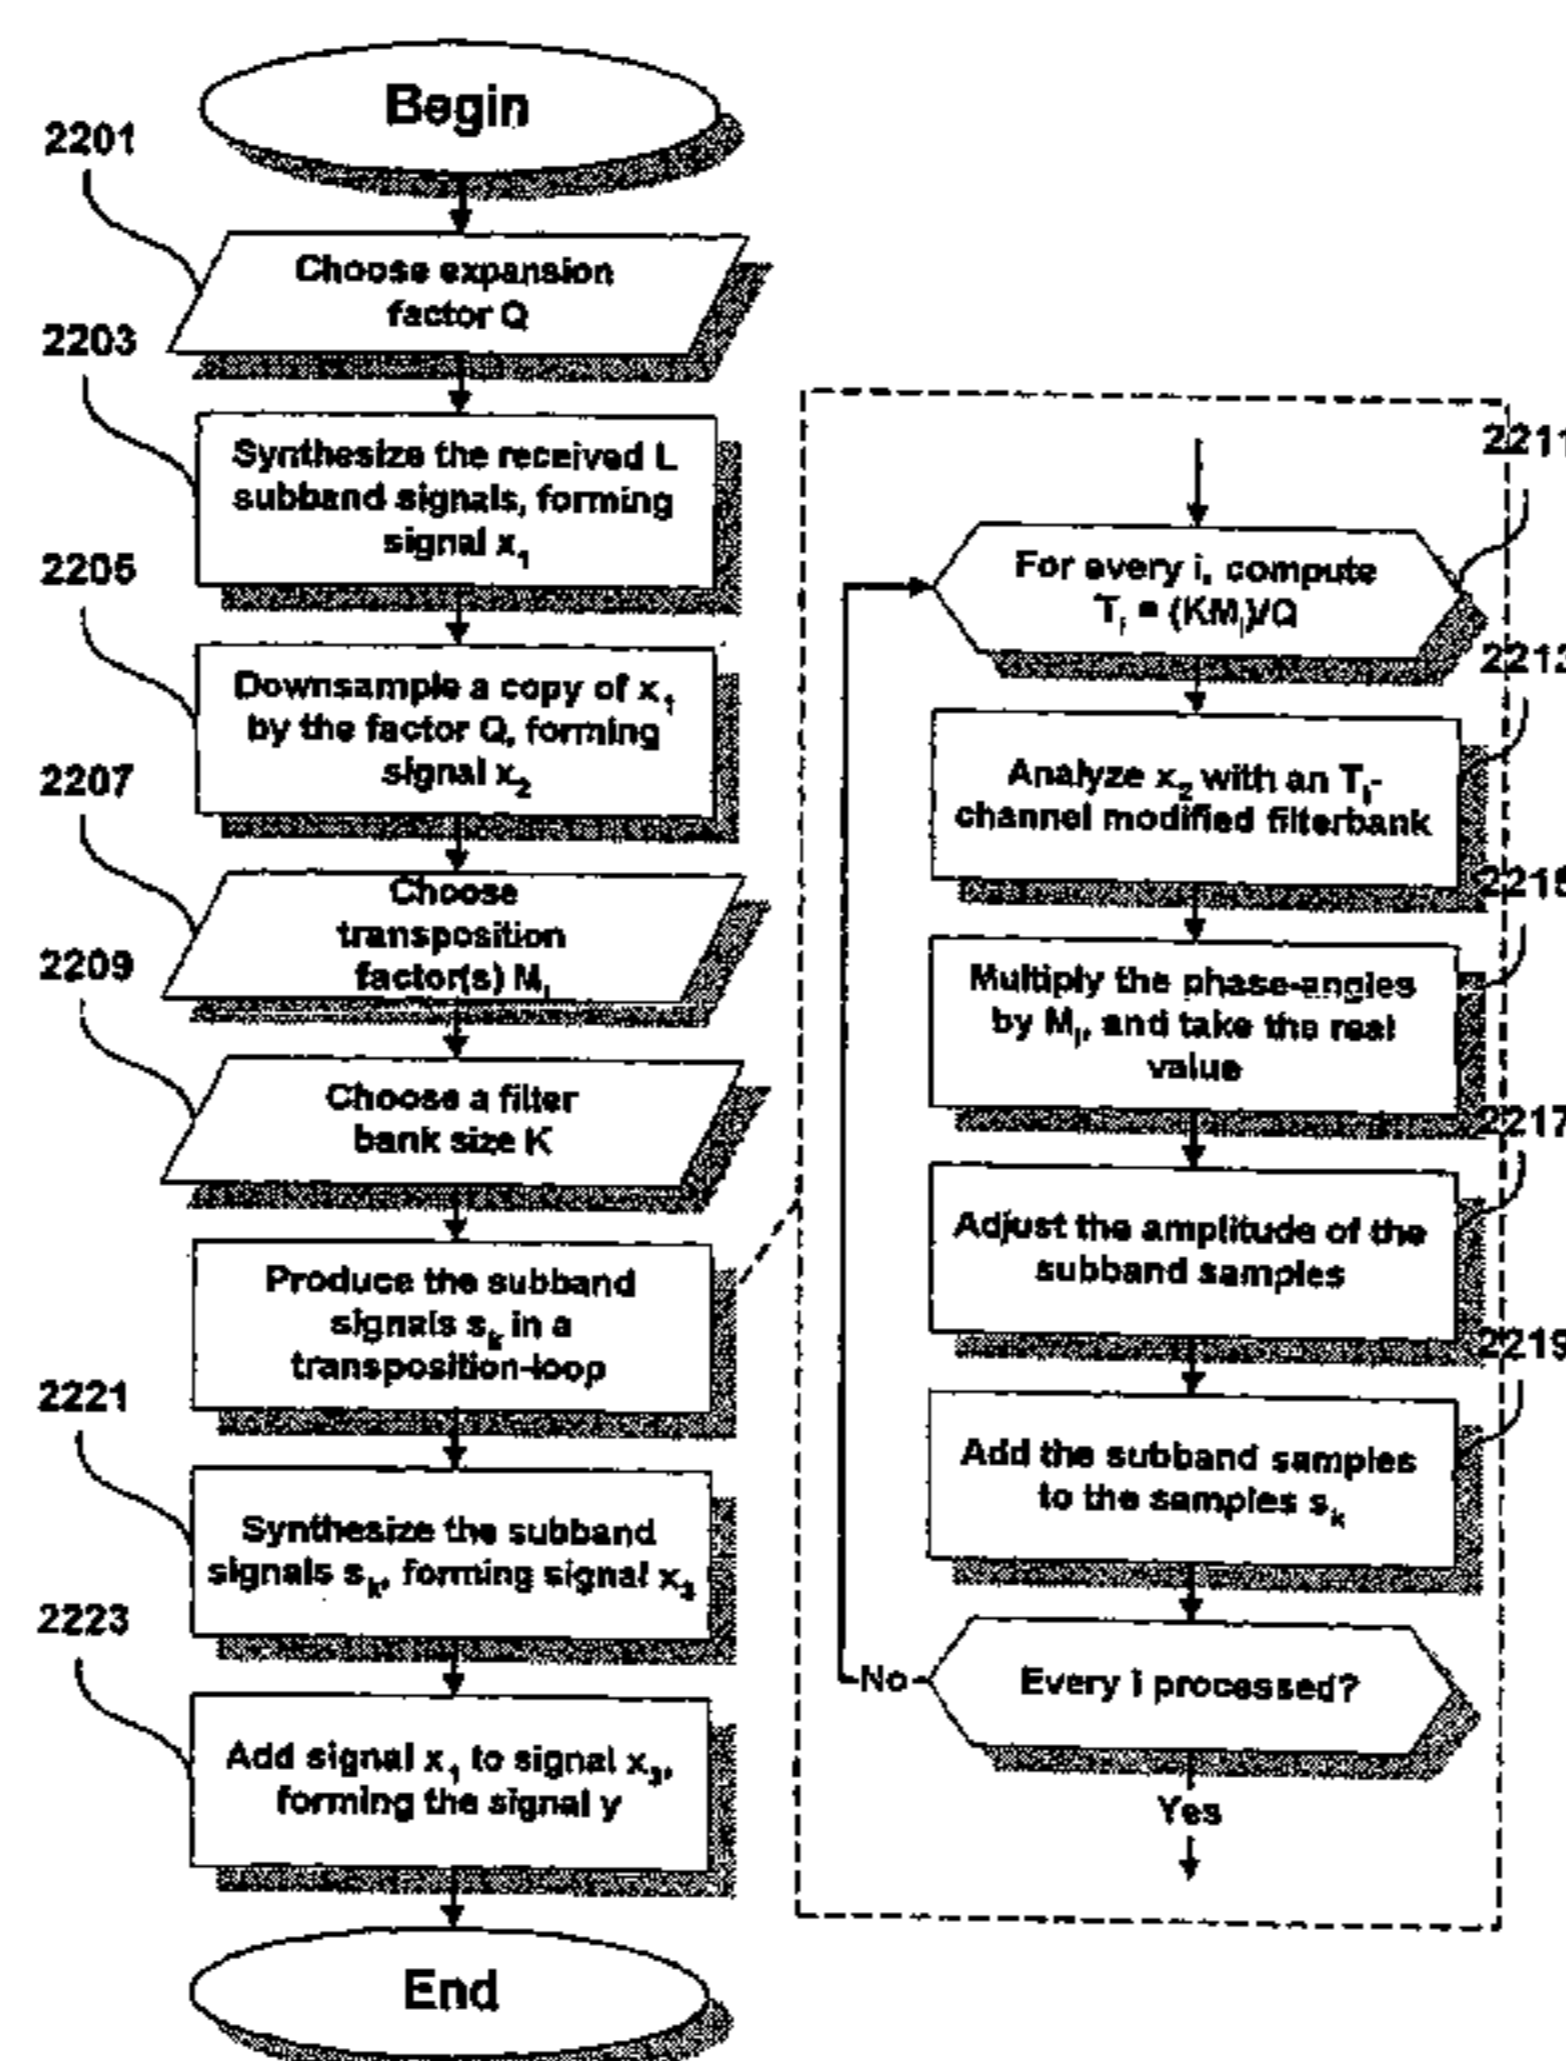 Begin
2201
Choose expansion
factor Q
2203
Synthesize the received L
subband signals, forming
signal x₁
2205
Downsample a copy of x₁
by the factor Q, forming
signal x₂
2207
Choose
transposition
factor(s) Mᵢ
2209
Choose a filter
bank size K
Produce the subband
signals sₖ in a
transposition-loop
2221
Synthesize the subband
signals sₖ, forming signal x₃
2223
Add signal x₁ to signal x₃,
forming the signal y
End
2211
For every i, compute
Tᵢ = (KMᵢ)/Q
Analyze x₂ with an Tᵢ-
channel modified filterbank
Multiply the phase-angles
by Mᵢ, and take the real
value
2217
Adjust the amplitude of the
subband samples
2219
Add the subband samples
to the samples sₖ
Every i processed?
No
Yes